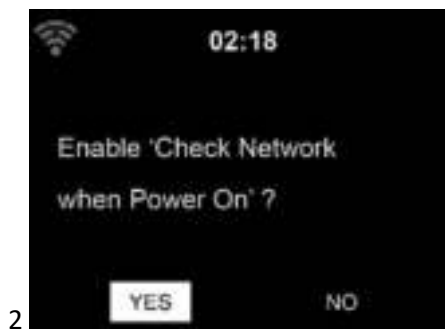 02:18
Enable 'Check Network
when Power On' ?
YES NO
2